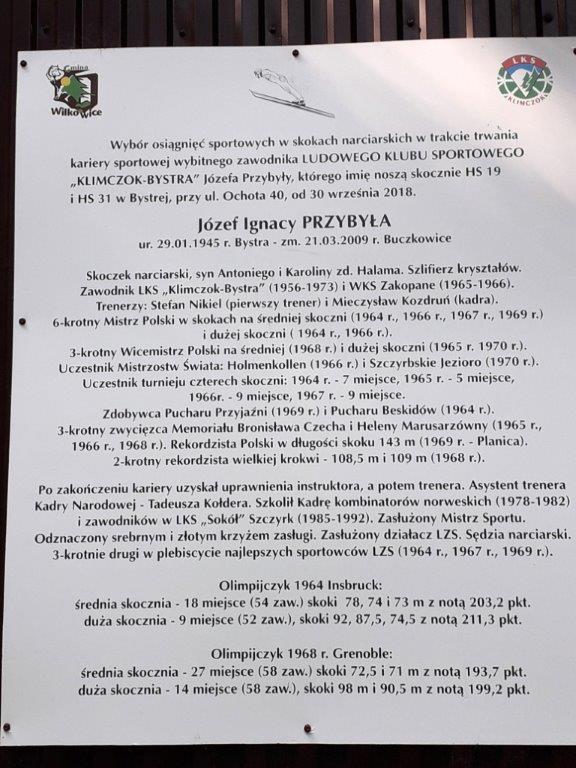 Gmina
Wilkowice
LKS
KLIMCZOK
Wybór osiągnięć sportowych w skokach narciarskich w trakcie trwania
kariery sportowej wybitnego zawodnika LUDOWEGO KLUBU SPORTOWEGO
„KLIMCZOK-BYSTRA” Józefa Przybyły, którego imię noszą skocznie HS 19
i HS 31 w Bystrej, przy ul. Ochota 40, od 30 września 2018.
Józef Ignacy PRZYBYŁA
ur. 29.01.1945 r. Bystra - zm. 21.03.2009 r. Buczkowice
Skoczek narciarski, syn Antoniego i Karoliny zd. Halama. Szlifierz kryształów.
Zawodnik LKS „Klimczok-Bystra” (1956-1973) i WKS Zakopane (1965-1966).
Trenerzy: Stefan Nikiel (pierwszy trener) i Mieczysław Kozdruń (kadra).
6-krotny Mistrz Polski w skokach na średniej skoczni (1964 r., 1966 r., 1967 r., 1969 r.)
i dużej skoczni ( 1964 r., 1966 r.).
3-krotny Wicemistrz Polski na średniej (1968 r.) i dużej skoczni (1965 r. 1970 r.).
Uczestnik Mistrzostw Świata: Holmenkollen (1966 r.) i Szczyrbskie Jezioro (1970 r.).
Uczestnik turnieju czterech skoczni: 1964 r. - 7 miejsce, 1965 r. - 5 miejsce,
1966r. - 9 miejsce, 1967 r. - 9 miejsce.
Zdobywca Pucharu Przyjaźni (1969 r.) i Pucharu Beskidów (1964 r.).
3-krotny zwycięzca Memoriału Bronisława Czecha i Heleny Marusarzówny (1965 r.,
1966 r., 1968 r.). Rekordzista Polski w długości skoku 143 m (1969 r. - Planica).
2-krotny rekordzista wielkiej krokwi - 108,5 m i 109 m (1968 r.).
Po zakończeniu kariery uzyskał uprawnienia instruktora, a potem trenera. Asystent trenera
Kadry Narodowej - Tadeusza Kołdera. Szkolił Kadrę kombinatorów norweskich (1978-1982)
i zawodników w LKS „Sokół” Szczyrk (1985-1992). Zasłużony Mistrz Sportu.
Odznaczony srebrnym i złotym krzyżem zasługi. Zasłużony działacz LZS. Sędzia narciarski.
3-krotnie drugi w plebiscycie najlepszych sportowców LZS (1964 r., 1967 r., 1969 r.).
Olimpijczyk 1964 Insbruk:
średnia skocznia - 18 miejsce (54 zaw.) skoki 78, 74 i 73 m z notą 203,2 pkt.
duża skocznia - 9 miejsce (52 zaw.), skoki 92, 87,5, 74,5 z notą 211,3 pkt.
Olimpijczyk 1968 r. Grenoble:
średnia skocznia - 27 miejsce (58 zaw.) skoki 72,5 i 71 m z notą 193,7 pkt.
duża skocznia - 14 miejsce (58 zaw.), skoki 98 m i 90,5 m z notą 199,2 pkt.